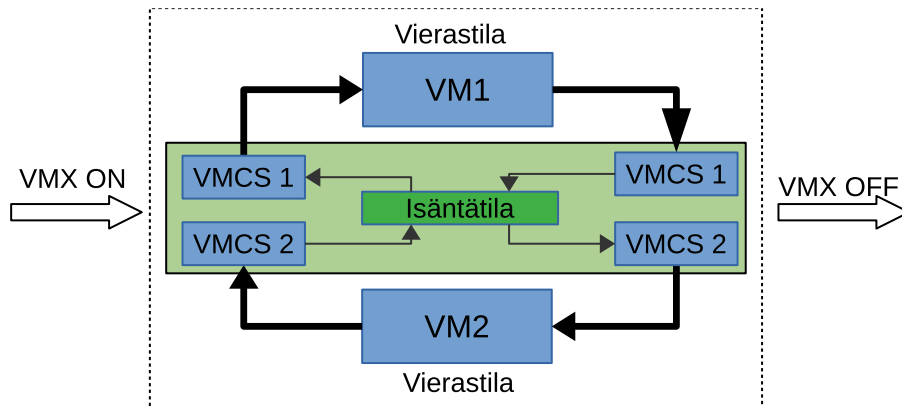 Vierastila
VM1
VMX ON
VMCS 1
VMCS 1
VMX OFF
Isäntätila
VMCS 2
VMCS 2
VM2
Vierastila